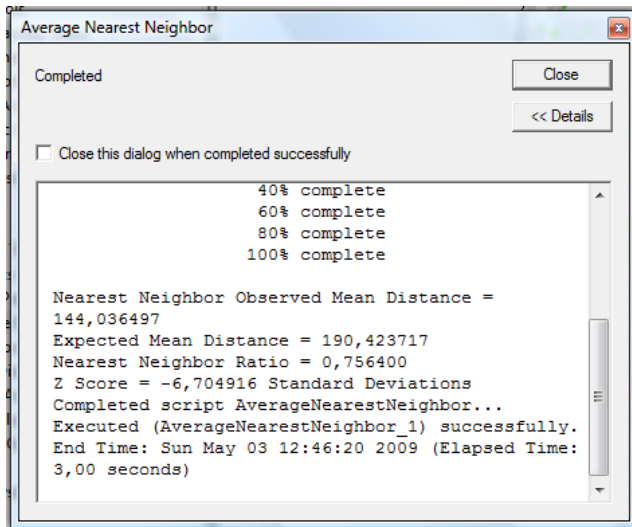 Average Nearest Neighbor
Completed
Close
<< Details
Close this dialog when completed successfully
40% complete
60% complete
80% complete
100% complete
Nearest Neighbor Observed Mean Distance =
144,036497
Expected Mean Distance = 190,423717
Nearest Neighbor Ratio = 0,756400
Z Score = -6,704916 Standard Deviations
Completed script AverageNearestNeighbor...
Executed (AverageNearestNeighbor_1) successfully.
End Time: Sun May 03 12:46:20 2009 (Elapsed Time:
3,00 seconds)